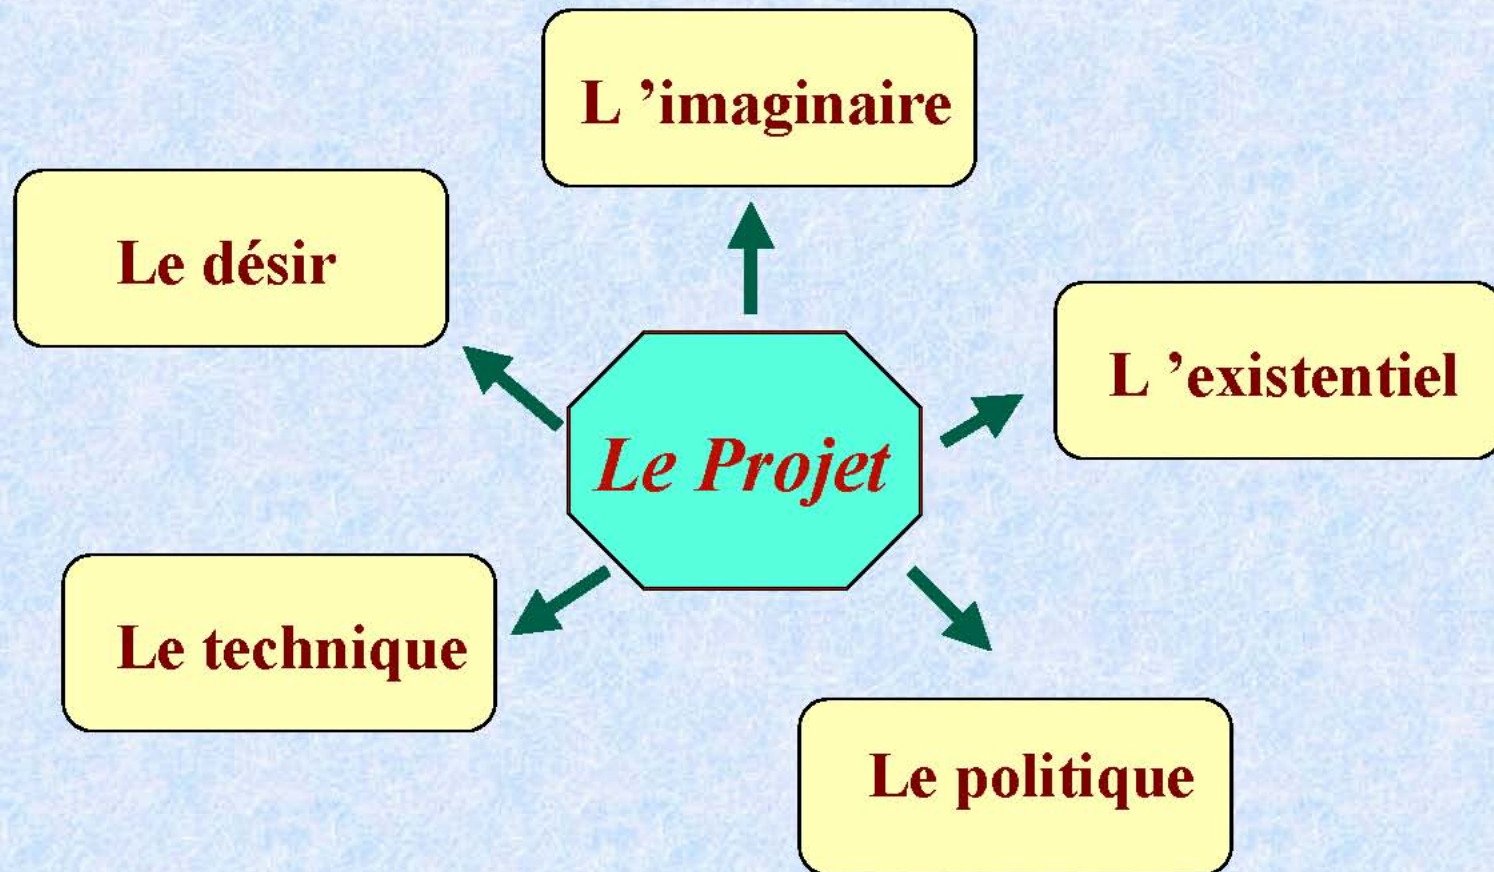 L ’imaginaire
Le désir
L ’existentiel
Le Projet
Le technique
Le politique